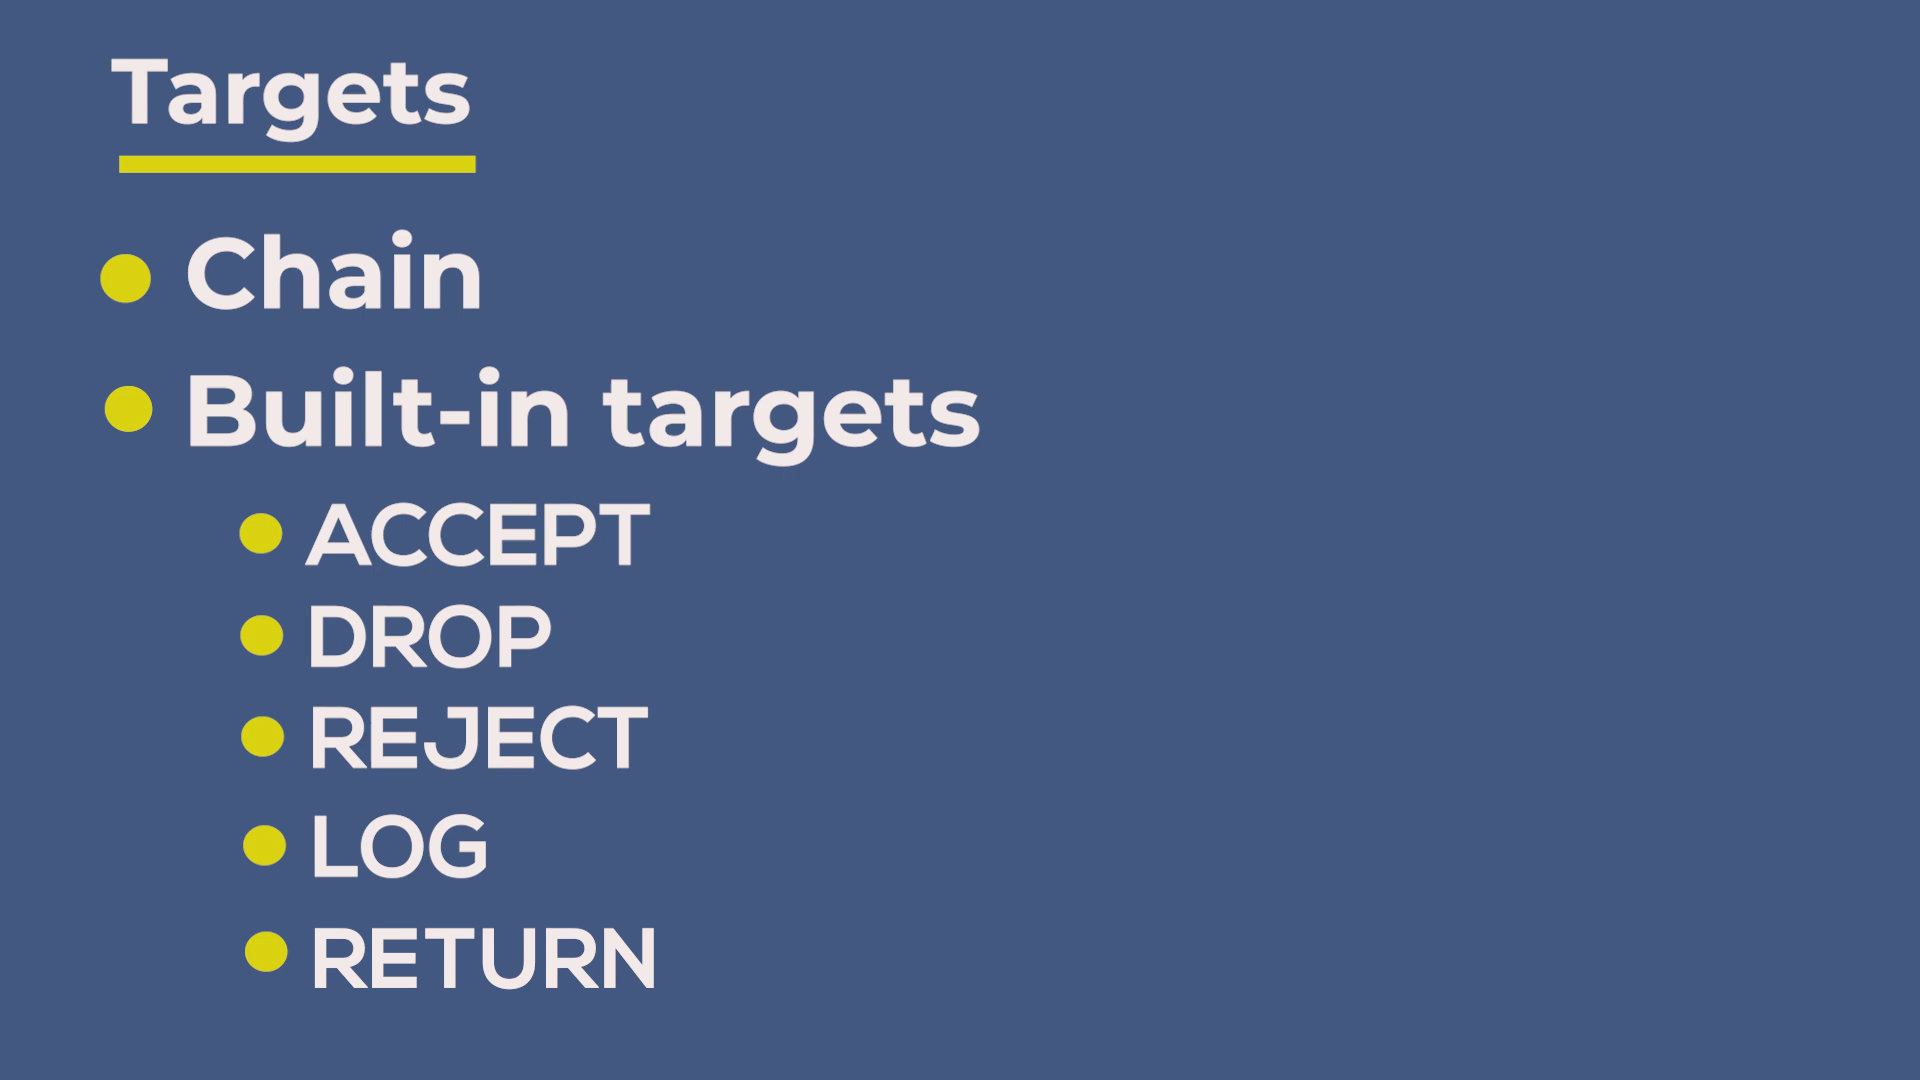 Targets
Chain
Built-in targets
ACCEPT
DROP
REJECT
LOG
RETURN